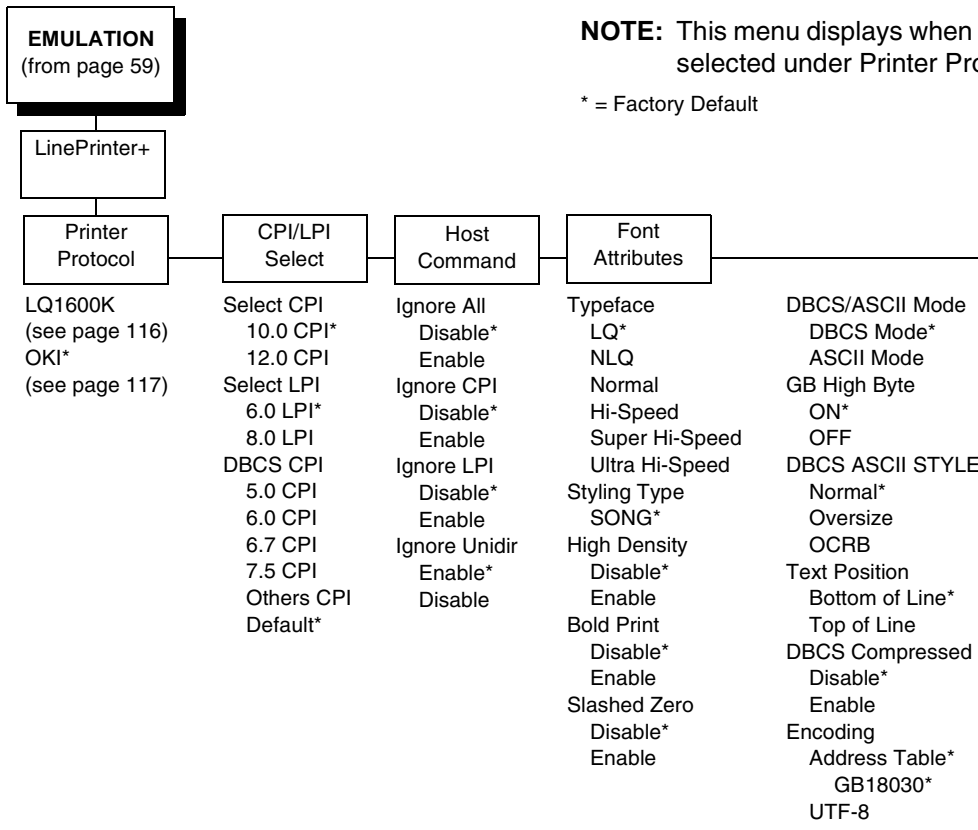 EMULATION
(from page 59)
NOTE: This menu displays when
selected under Printer
* = Factory Default
LinePrinter+
Printer
Protocol
LQ1600K
(see page 116)
OKI*
(see page 117)
CPI/LPI
Select
Select CPI
10.0 CPI*
12.0 CPI
Select LPI
6.0 LPI*
8.0 LPI
DBCS CPI
5.0 CPI
6.0 CPI
6.7 CPI
7.5 CPI
Others CPI
Default*
Host
Command
Ignore All
Disable*
Enable
Ignore CPI
Disable*
Enable
Ignore LPI
Disable*
Enable
Ignore Unidir
Enable*
Disable
Font
Attributes
Typeface
LQ*
NLQ
Normal
Hi-Speed
Super Hi-Speed
Ultra Hi-Speed
Styling Type
SONG*
High Density
Disable*
Enable
Bold Print
Disable*
Enable
Slashed Zero
Disable*
Enable
DBCS/ASCII Mode
DBCS Mode*
ASCII Mode
GB High Byte
ON*
OFF
DBCS ASCII STYLE
Normal*
Oversize
OCRB
Text Position
Bottom of Line*
Top of Line
DBCS Compressed
Disable*
Enable
Encoding
Address Table*
GB18030*
UTF-8